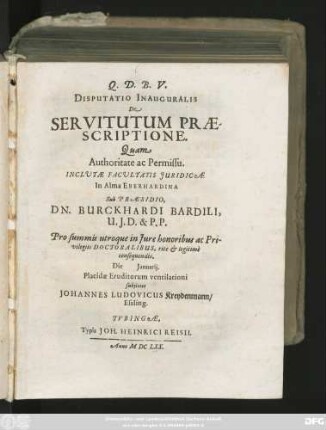 Q. D. B. V.
DISPUTATIO INAUGURALIS
De
SERVITUTUM PRÆ-
SCRIPTIONE.
Quam
Authoritate ac Permissu.
INCLUTÆ FACULTATIS JURIDICÆ
In Alma EBERHARDINA
Sub PRÆSIDIO,
DN. BURCKHARDI BARDILI,
U. J. D. & P. P.
Pro summis utroque in Jure honoribus ac Pri-
vilegiis DOCTORALIBUS, rite & legitimè
consequendis.
Die Januarij.
Placidæ Eruditorum ventilationi
subjiciet
JOHANNES LUDOVICUS Kreydenmann/
Essling.
TUBINGÆ,
Typis JOH. HEINRICI REISII.
Anno M DC LXX.